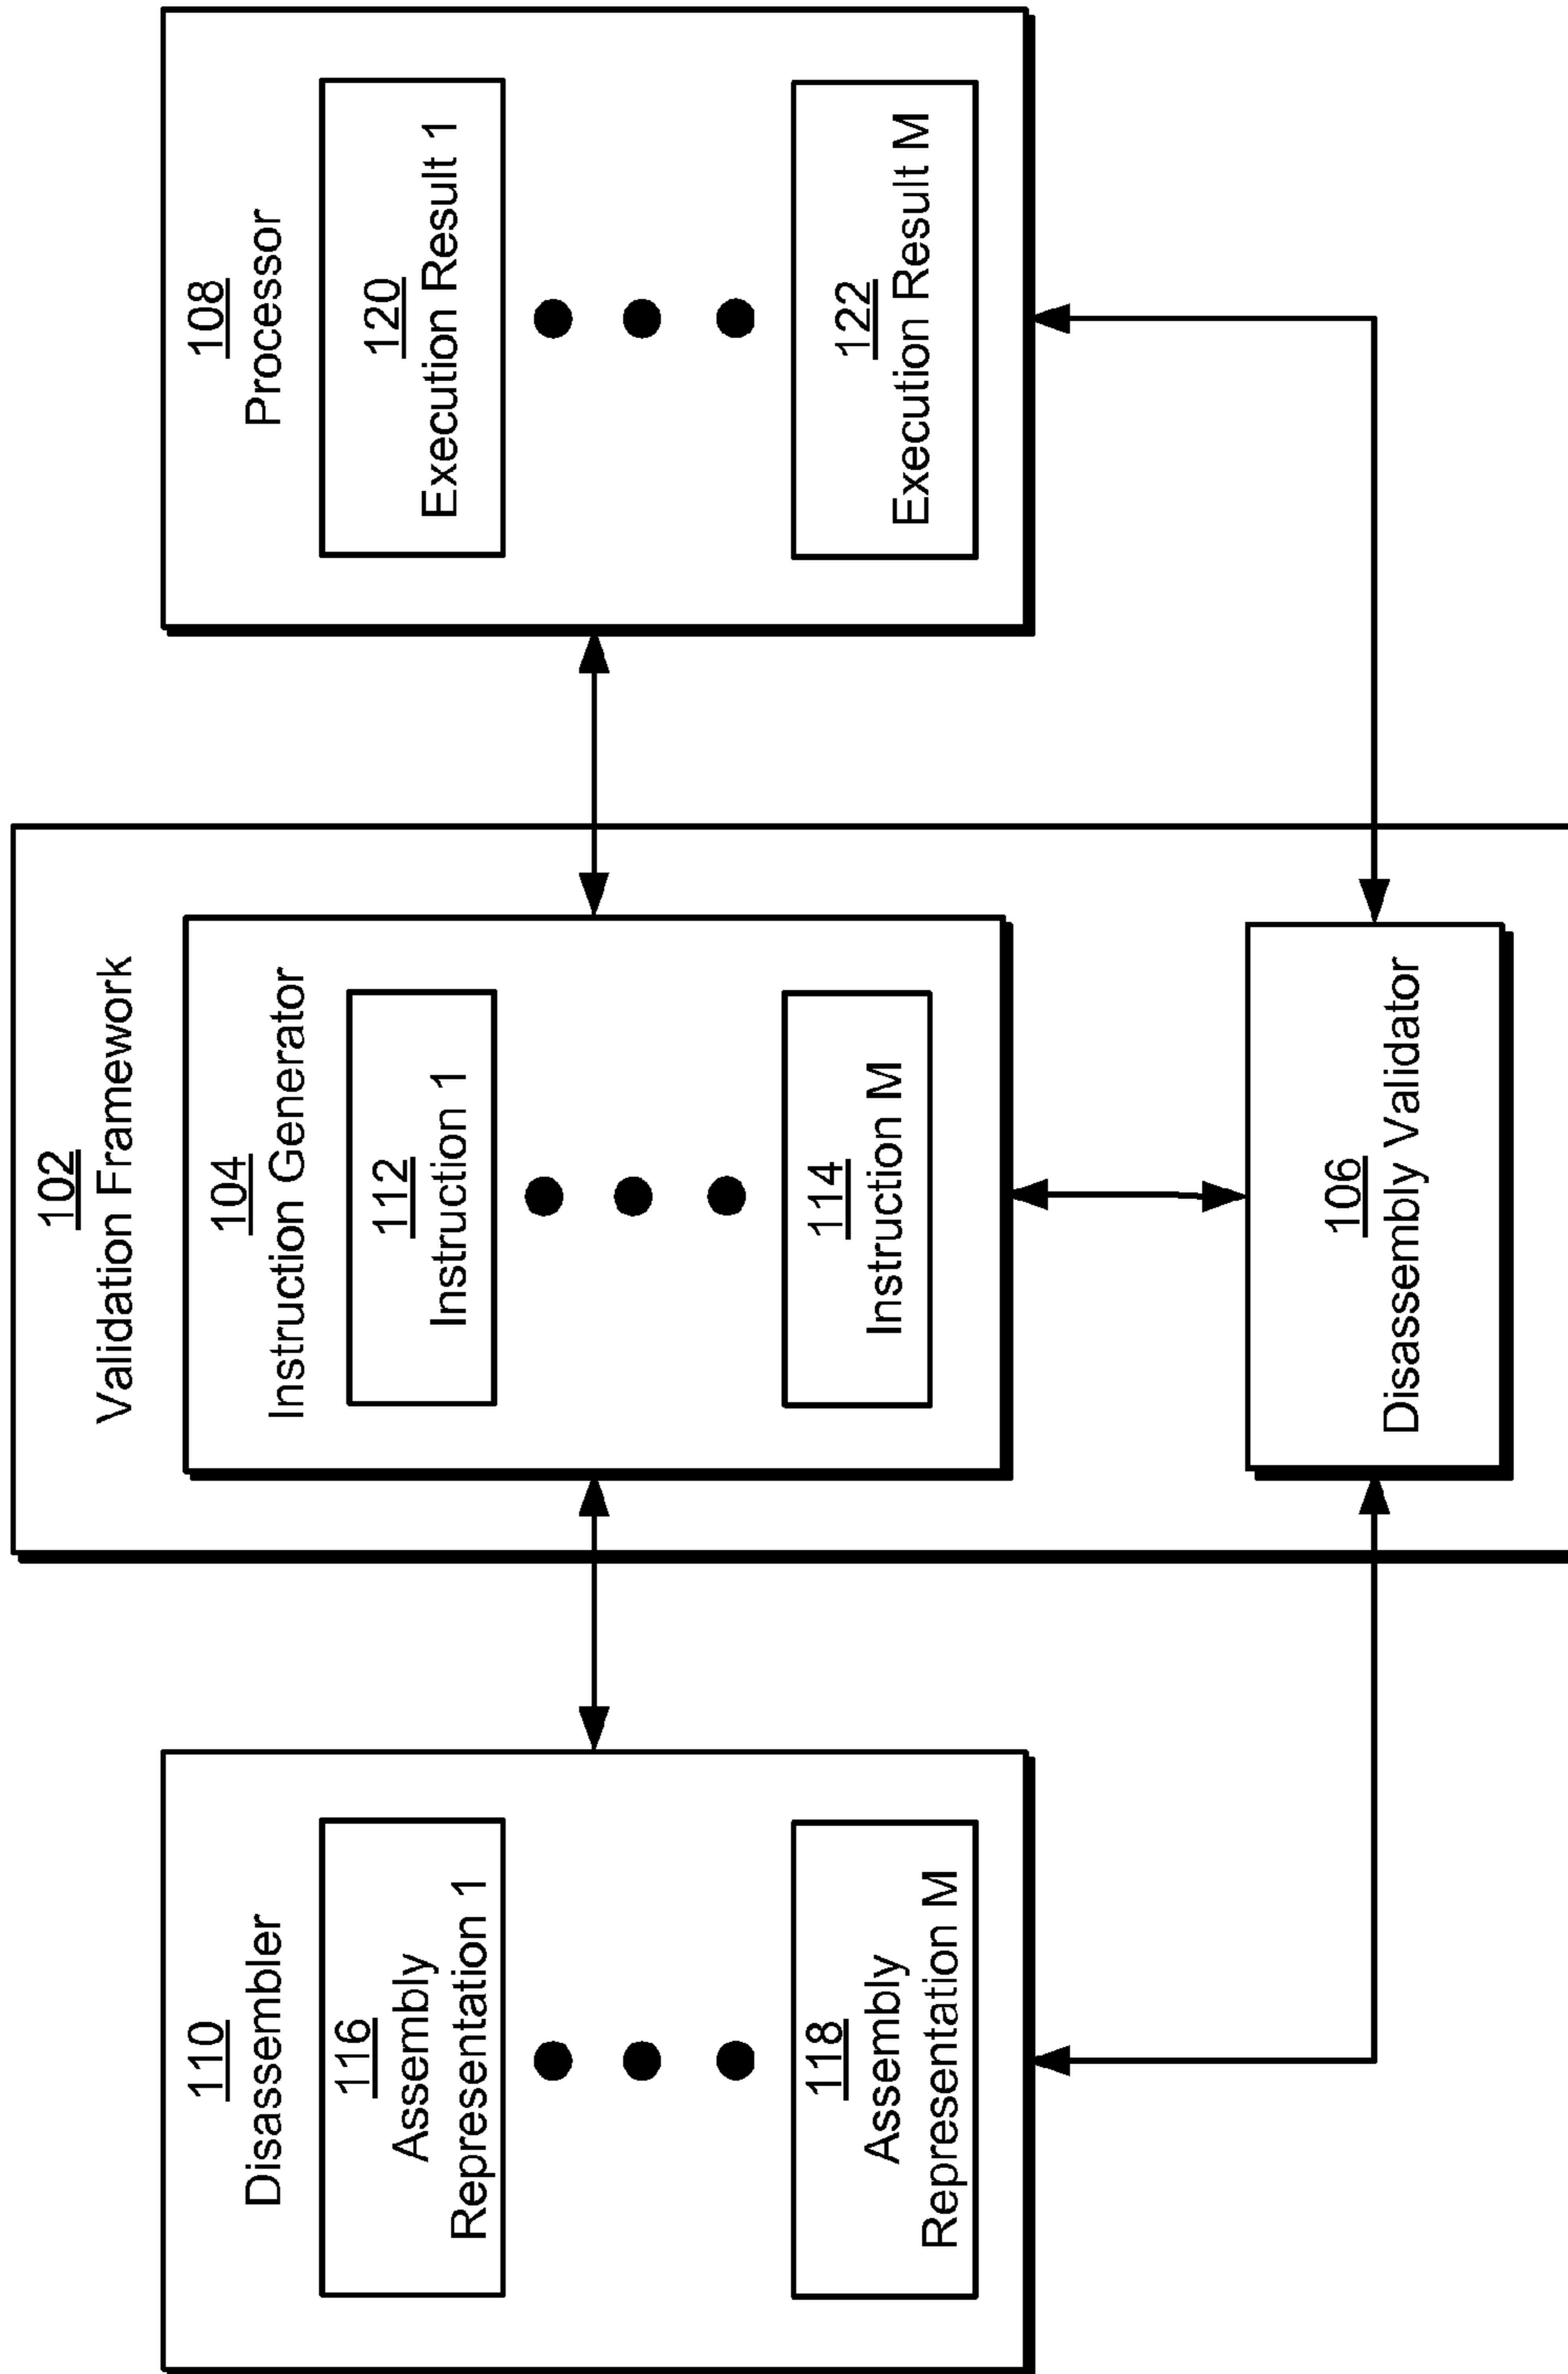 102
Validation Framework
110
Disassembler
116
Assembly
Representation 1
118
Assembly
Representation M
104
Instruction Generator
112
Instruction 1
114
Instruction M
106
Disassembly Validator
108
Processor
120
Execution Result 1
122
Execution Result M